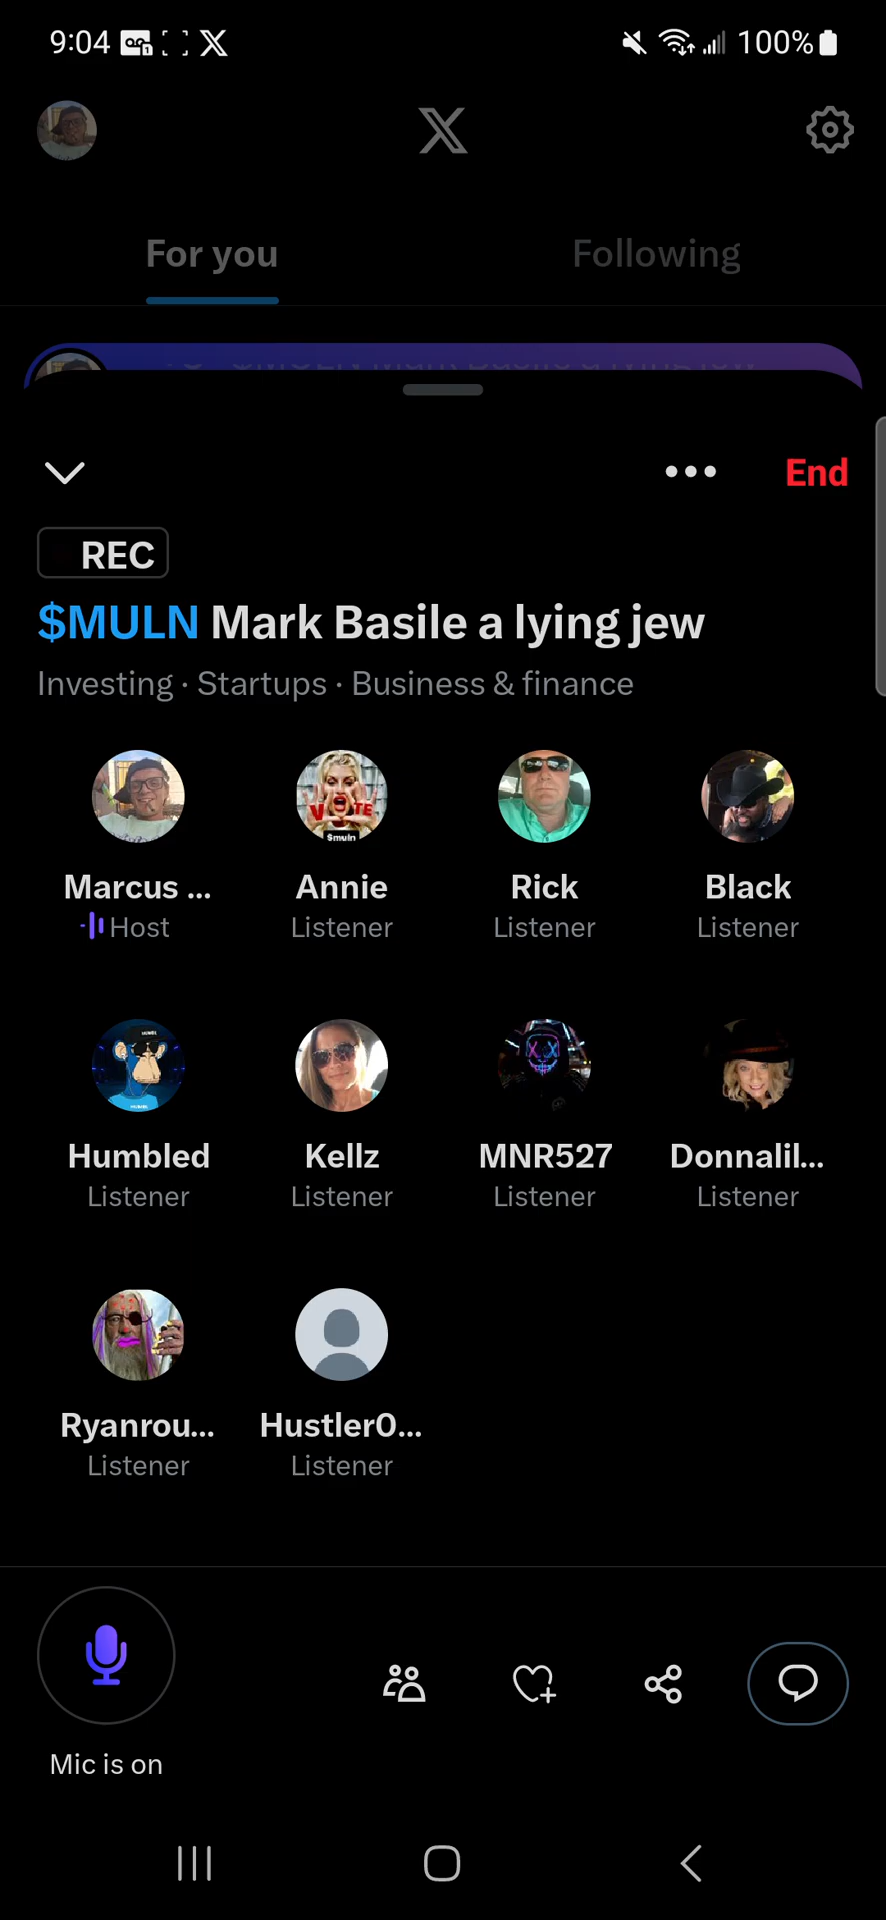 9:04 100%
For you Following
End
REC
$MULN Mark Basile a lying jew
Investing · Startups · Business & finance
Marcus ... Annie Rick Black
Host Listener Listener Listener
Humbled Kellz MNR527 Donnalil...
Listener Listener Listener Listener
Ryanrou... Hustler0...
Listener Listener
Mic is on